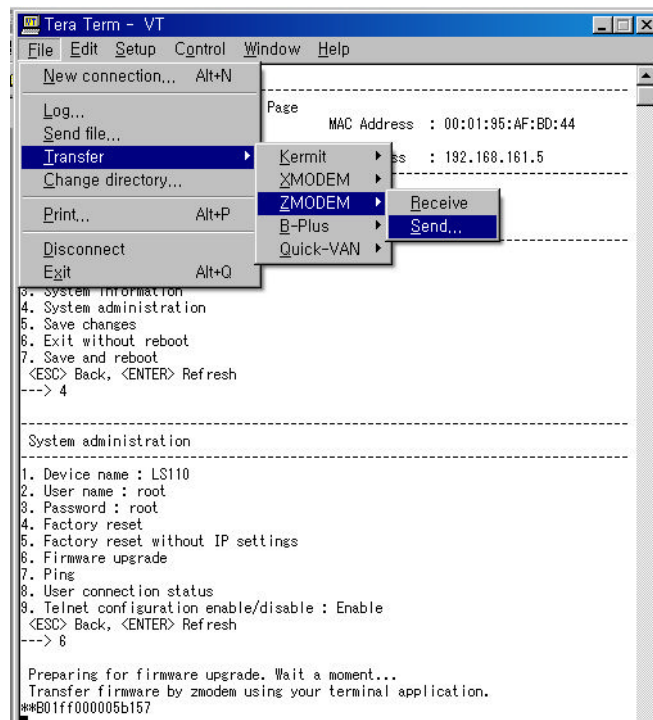 Tera Term - VT
File Edit Setup Control Window Help
New connection... Alt+N
Log...
Send file...
Transfer
Change directory...
Print... Alt+P
Disconnect
Exit Alt+Q
Kermit
XMODEM
ZMODEM
B-Plus
Quick-VAN
Receive
Send...
Page
MAC Address : 00:01:95:AF:BD:44
ss : 192.168.161.5
3. System information
4. System administration
5. Save changes
6. Exit without reboot
7. Save and reboot
<ESC> Back, <ENTER> Refresh
---> 4
System administration
1. Device name : LS110
2. User name : root
3. Password : root
4. Factory reset
5. Factory reset without IP settings
6. Firmware upgrade
7. Ping
8. User connection status
9. Telnet configuration enable/disable : Enable
<ESC> Back, <ENTER> Refresh
---> 6
Preparing for firmware upgrade. Wait a moment...
Transfer firmware by zmodem using your terminal application.
**B01ff000005b157